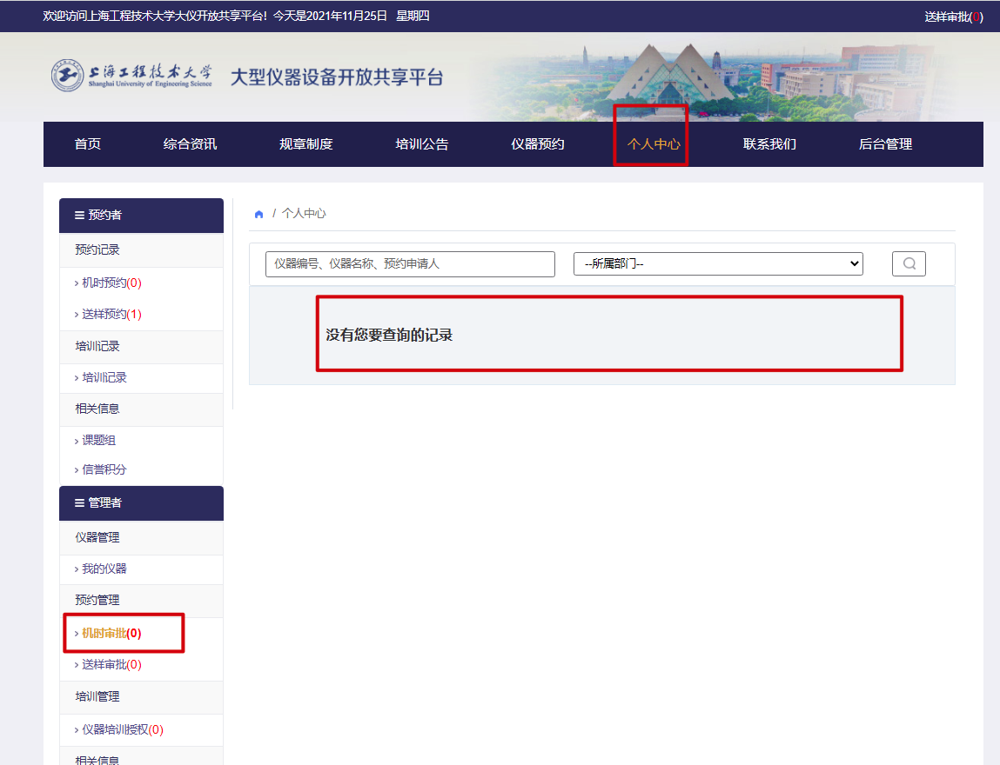 欢迎访问上海工程技术大学大仪开放共享平台！今天是2021年11月25日 星期四
送样审批(0)
上海工程技术大学
Shanghai University of Engineering Science
大型仪器设备开放共享平台
首页 综合资讯 规章制度 培训公告 仪器预约 个人中心 联系我们 后台管理
预约者
预约记录
机时预约(0)
送样预约(1)
培训记录
培训记录
相关信息
课题组
信誉积分
管理者
仪器管理
我的仪器
预约管理
机时审批(0)
送样审批(0)
培训管理
仪器培训授权(0)
相关信息
/ 个人中心
仪器编号、仪器名称、预约申请人
--所属部门--
没有您要查询的记录